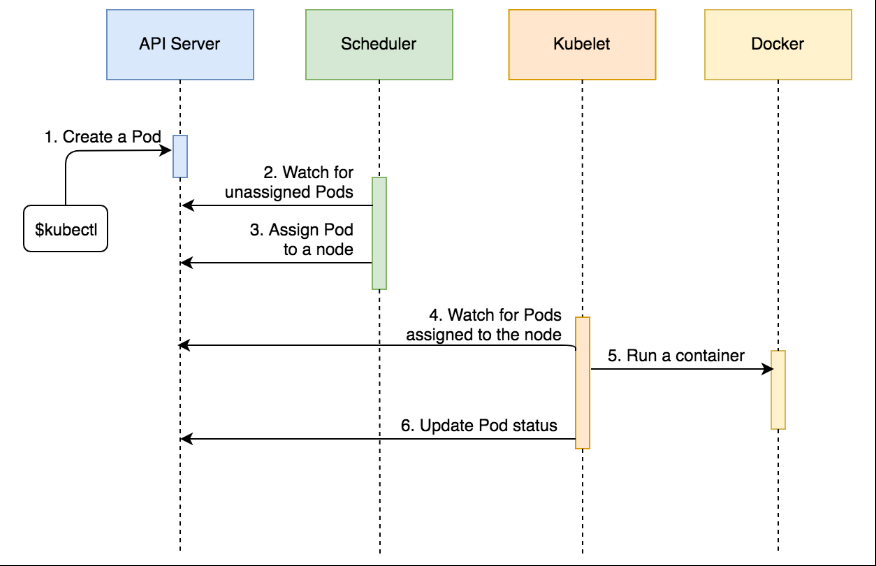 API Server
Scheduler
Kubelet
Docker
1. Create a Pod
$kubectl
2. Watch for
unassigned Pods
3. Assign Pod
to a node
4. Watch for Pods
assigned to the node
5. Run a container
6. Update Pod status